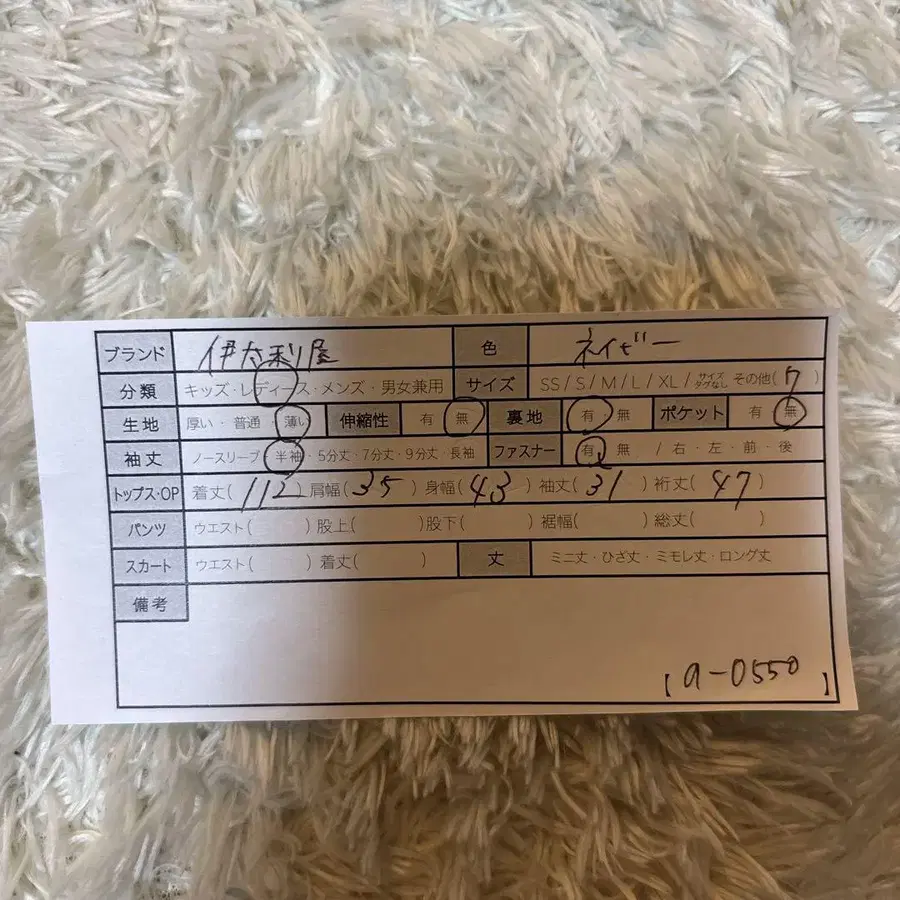 ブランド 伊太利屋 色 ネイビー
分類 キッズ・レディース・メンズ・男女兼用 サイズ SS / S / M / L / XL / サイズタグなし その他( 7 )
生地 厚い・普通・薄い 伸縮性 有・無 裏地 有・無 ポケット 有・無
袖丈 ノースリーブ・半袖・5分丈・7分丈・9分丈・長袖 ファスナー 有・無 / 右・左・前・後
トップス・OP 着丈( 112 ) 肩幅( 35 ) 身幅( 43 ) 袖丈( 31 ) 裄丈( 47 )
パンツ ウエスト( ) 股上( ) 股下( ) 裾幅( ) 総丈( )
スカート ウエスト( ) 着丈( ) 丈 ミニ丈・ひざ丈・ミモレ丈・ロング丈
備考
【 a-0550 】